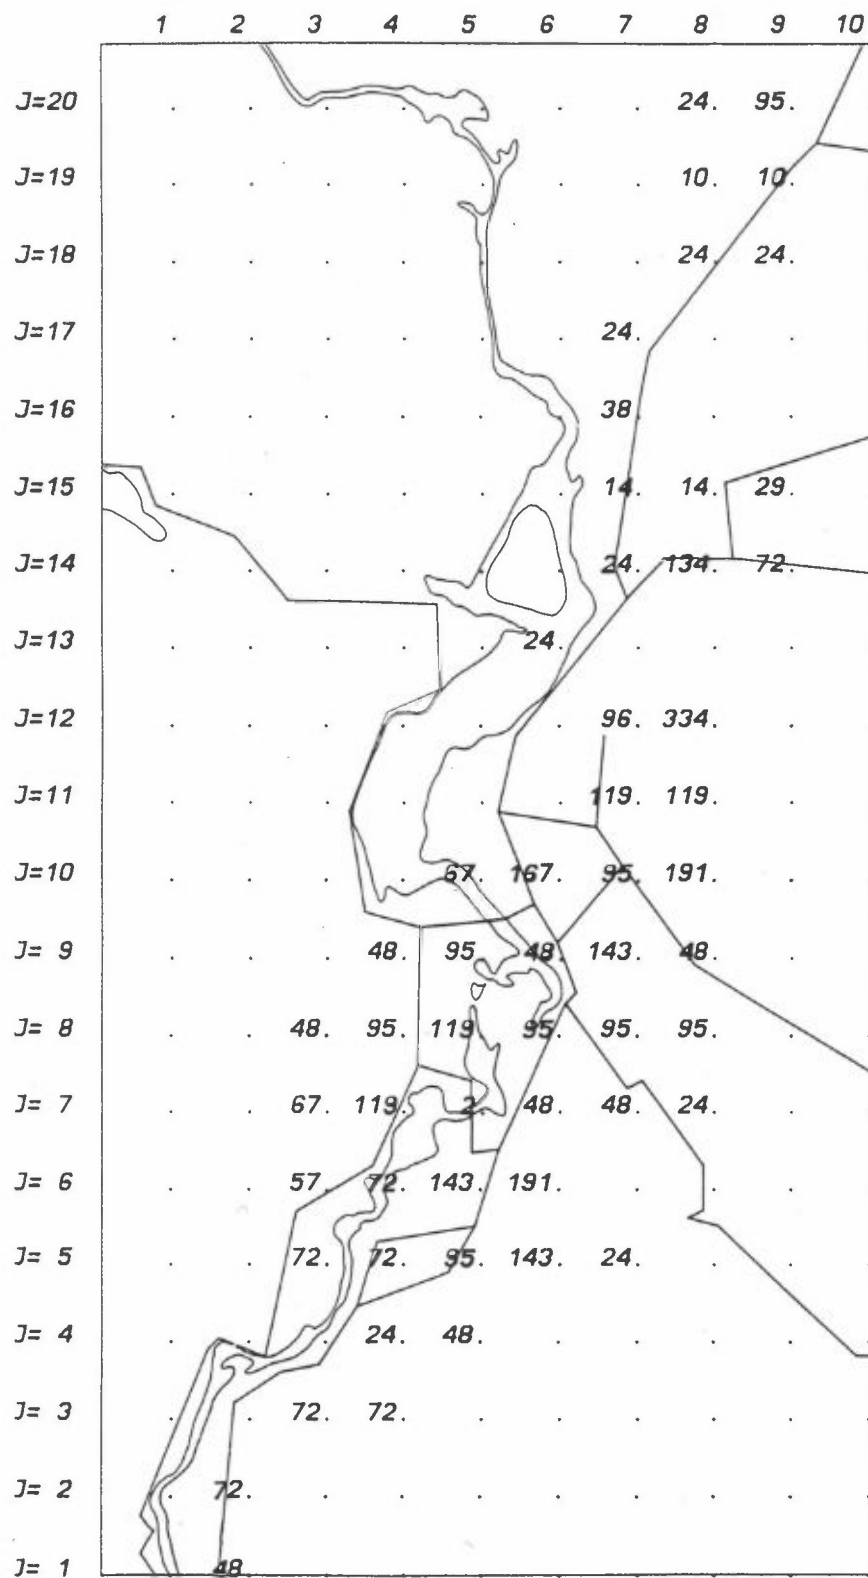 1 2 3 4 5 6 7 8 9 10
J=20 24. 95.
J=19 10. 10.
J=18 24. 24.
J=17 24.
J=16 38
J=15 14. 14. 29.
J=14 24. 134. 72.
J=13 24.
J=12 96. 334.
J=11 119. 119.
J=10 67. 167. 95. 191.
J= 9 48. 95 48. 143. 48.
J= 8 48. 95. 119 95. 95. 95.
J= 7 67. 119. 2. 48. 48. 24.
J= 6 57. 72. 143. 191.
J= 5 72. 72. 95. 143. 24.
J= 4 24. 48.
J= 3 72. 72.
J= 2 72.
J= 1 48